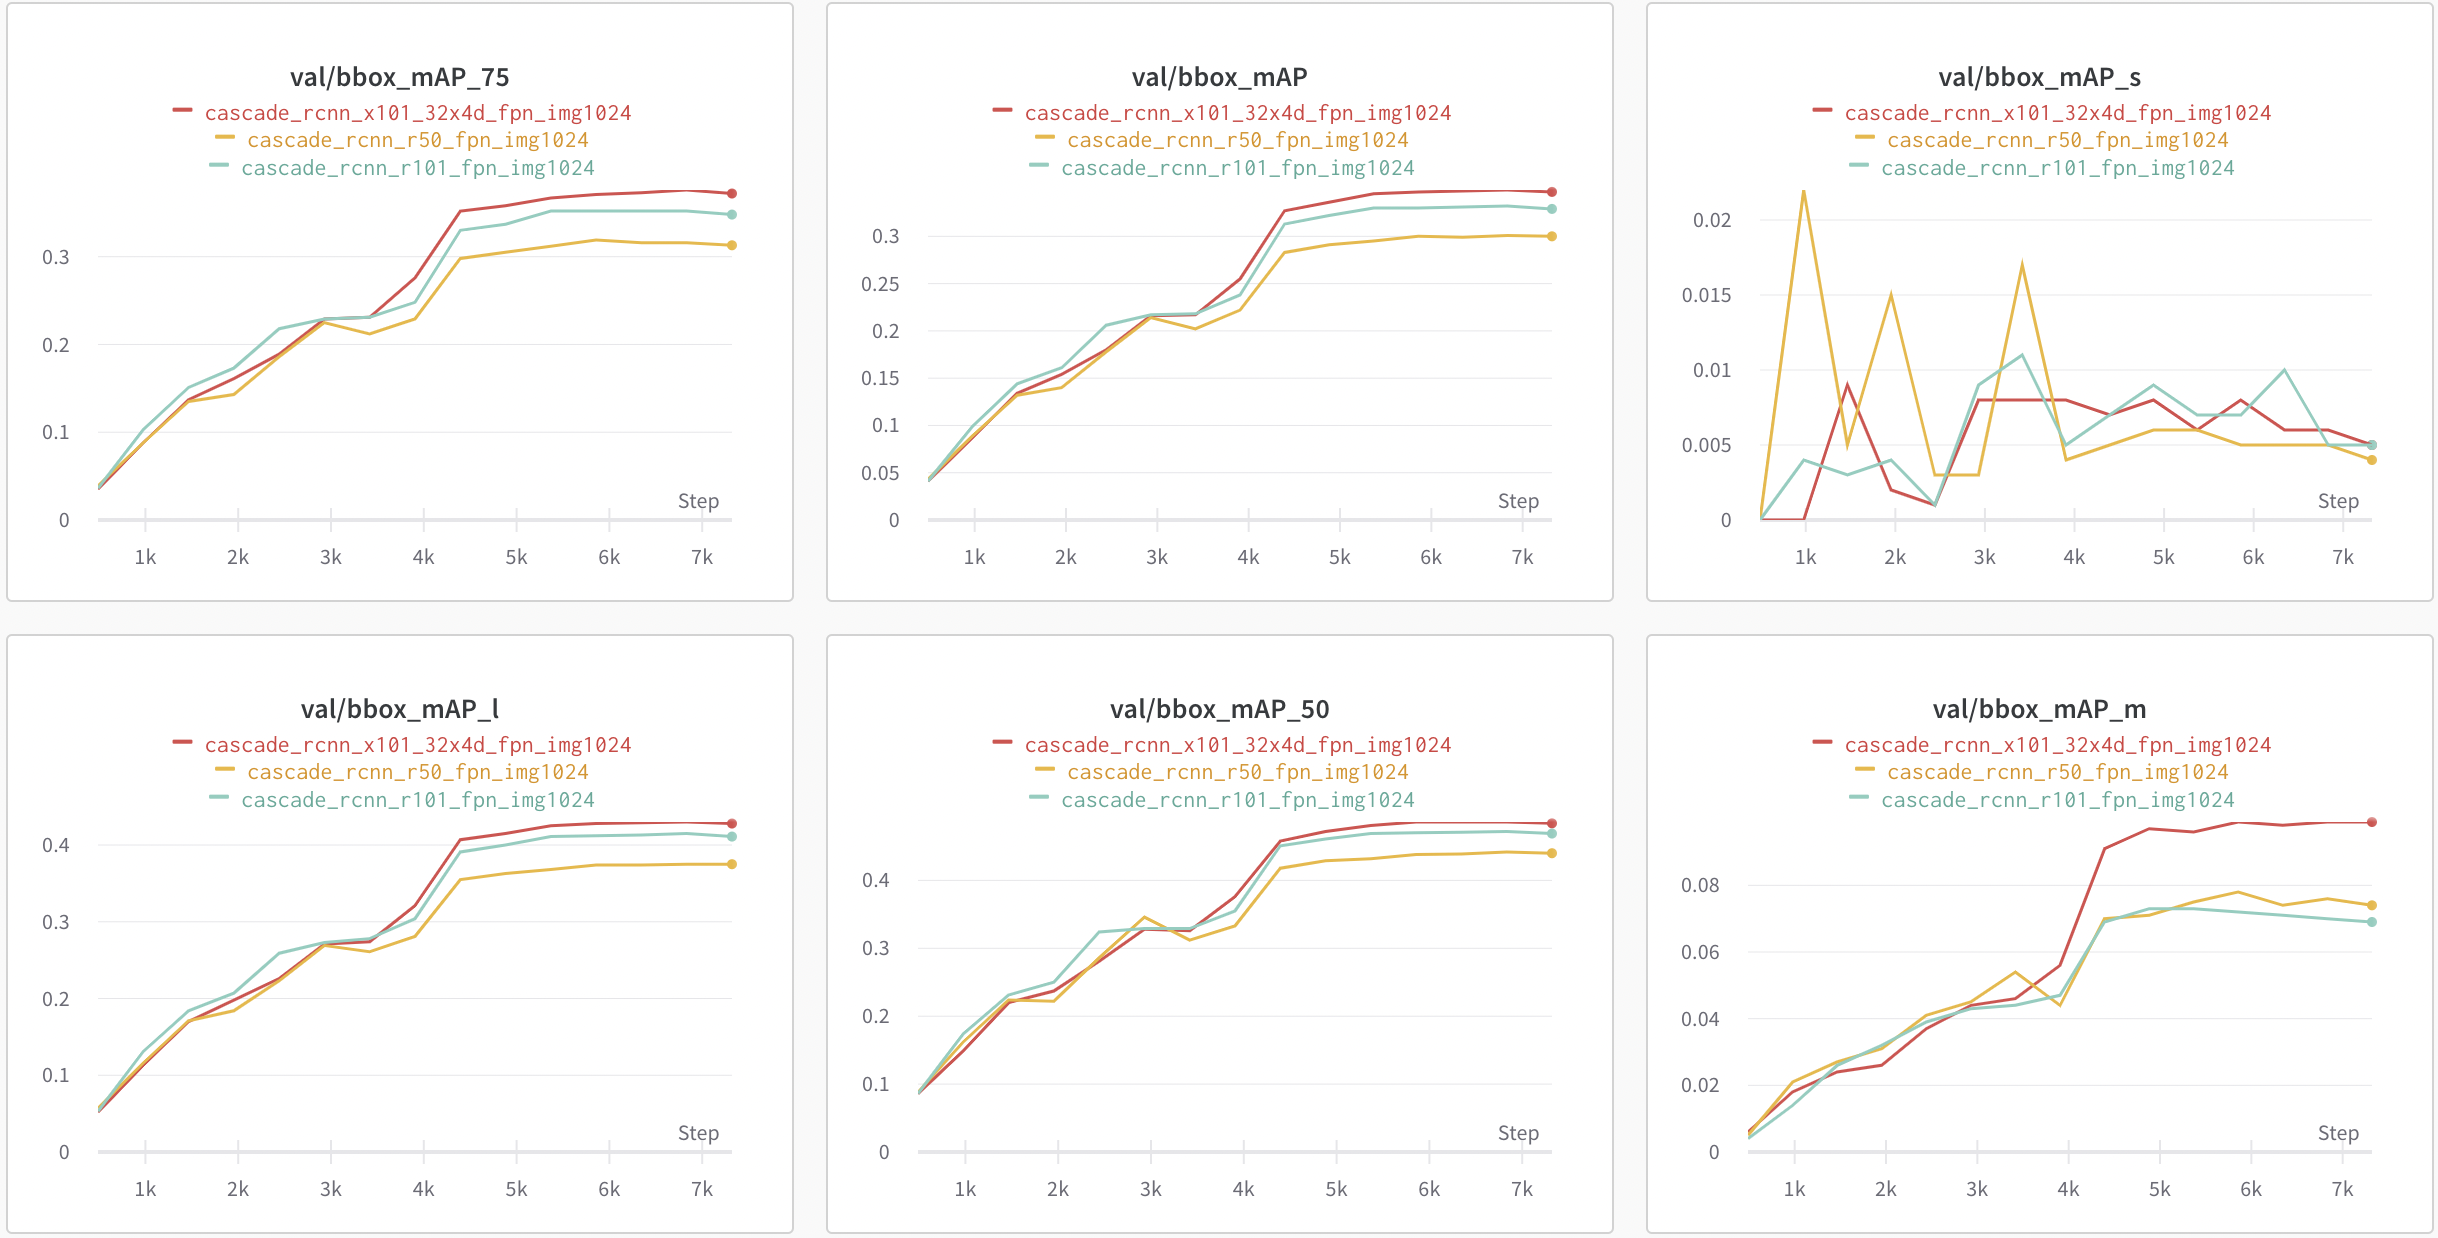 val/bbox_mAP_75
cascade_rcnn_x101_32x4d_fpn_img1024
cascade_rcnn_r50_fpn_img1024
cascade_rcnn_r101_fpn_img1024
0.3
0.2
0.1
0
Step
1k 2k 3k 4k 5k 6k 7k
val/bbox_mAP
cascade_rcnn_x101_32x4d_fpn_img1024
cascade_rcnn_r50_fpn_img1024
cascade_rcnn_r101_fpn_img1024
0.3
0.25
0.2
0.15
0.1
0.05
0
Step
1k 2k 3k 4k 5k 6k 7k
val/bbox_mAP_s
cascade_rcnn_x101_32x4d_fpn_img1024
cascade_rcnn_r50_fpn_img1024
cascade_rcnn_r101_fpn_img1024
0.02
0.015
0.01
0.005
0
Step
1k 2k 3k 4k 5k 6k 7k
val/bbox_mAP_l
cascade_rcnn_x101_32x4d_fpn_img1024
cascade_rcnn_r50_fpn_img1024
cascade_rcnn_r101_fpn_img1024
0.4
0.3
0.2
0.1
0
Step
1k 2k 3k 4k 5k 6k 7k
val/bbox_mAP_50
cascade_rcnn_x101_32x4d_fpn_img1024
cascade_rcnn_r50_fpn_img1024
cascade_rcnn_r101_fpn_img1024
0.4
0.3
0.2
0.1
0
Step
1k 2k 3k 4k 5k 6k 7k
val/bbox_mAP_m
cascade_rcnn_x101_32x4d_fpn_img1024
cascade_rcnn_r50_fpn_img1024
cascade_rcnn_r101_fpn_img1024
0.08
0.06
0.04
0.02
0
Step
1k 2k 3k 4k 5k 6k 7k